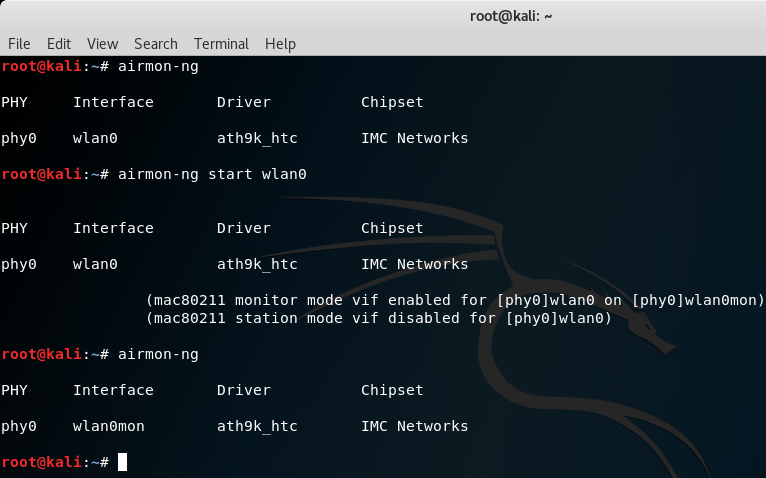 root@kali: ~
File Edit View Search Terminal Help
root@kali:~# airmon-ng
PHY Interface Driver Chipset
phy0 wlan0 ath9k_htc IMC Networks
root@kali:~# airmon-ng start wlan0
PHY Interface Driver Chipset
phy0 wlan0 ath9k_htc IMC Networks
(mac80211 monitor mode vif enabled for [phy0]wlan0 on [phy0]wlan0mon)
(mac80211 station mode vif disabled for [phy0]wlan0)
root@kali:~# airmon-ng
PHY Interface Driver Chipset
phy0 wlan0mon ath9k_htc IMC Networks
root@kali:~#